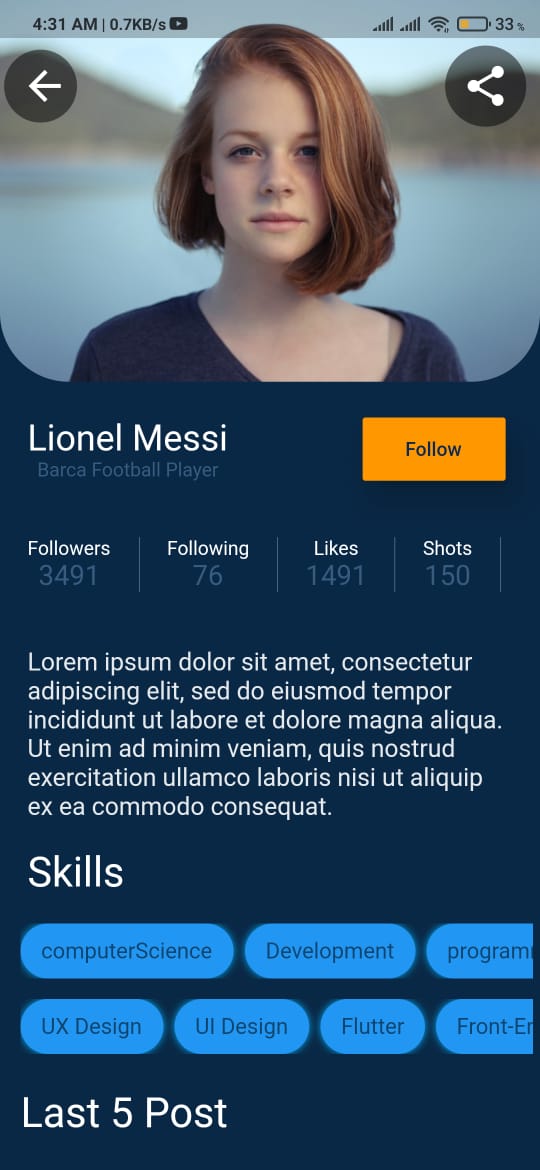 4:31 AM | 0.7KB/s
33 %
Lionel Messi
Follow
Barca Football Player
Followers Following Likes Shots
3491 76 1491 150
Lorem ipsum dolor sit amet, consectetur
adipiscing elit, sed do eiusmod tempor
incididunt ut labore et dolore magna aliqua.
Ut enim ad minim veniam, quis nostrud
exercitation ullamco laboris nisi ut aliquip
ex ea commodo consequat.
Skills
computerScience Development
UX Design UI Design Flutter
Last 5 Post